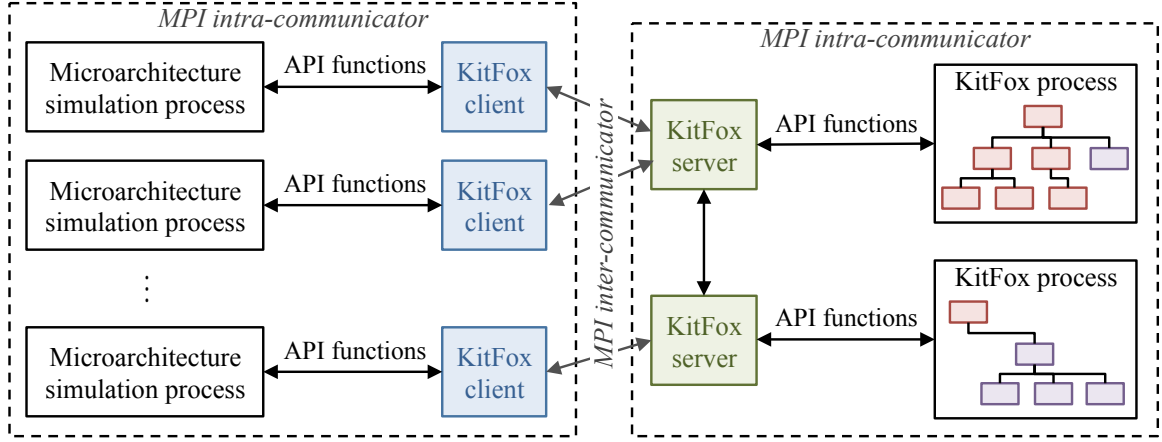 MPI intra-communicator
Microarchitecture
simulation process
API functions
KitFox
client
Microarchitecture
simulation process
API functions
KitFox
client
⋮
Microarchitecture
simulation process
API functions
KitFox
client
MPI inter-communicator
MPI intra-communicator
KitFox
server
API functions
KitFox process
KitFox
server
API functions
KitFox process